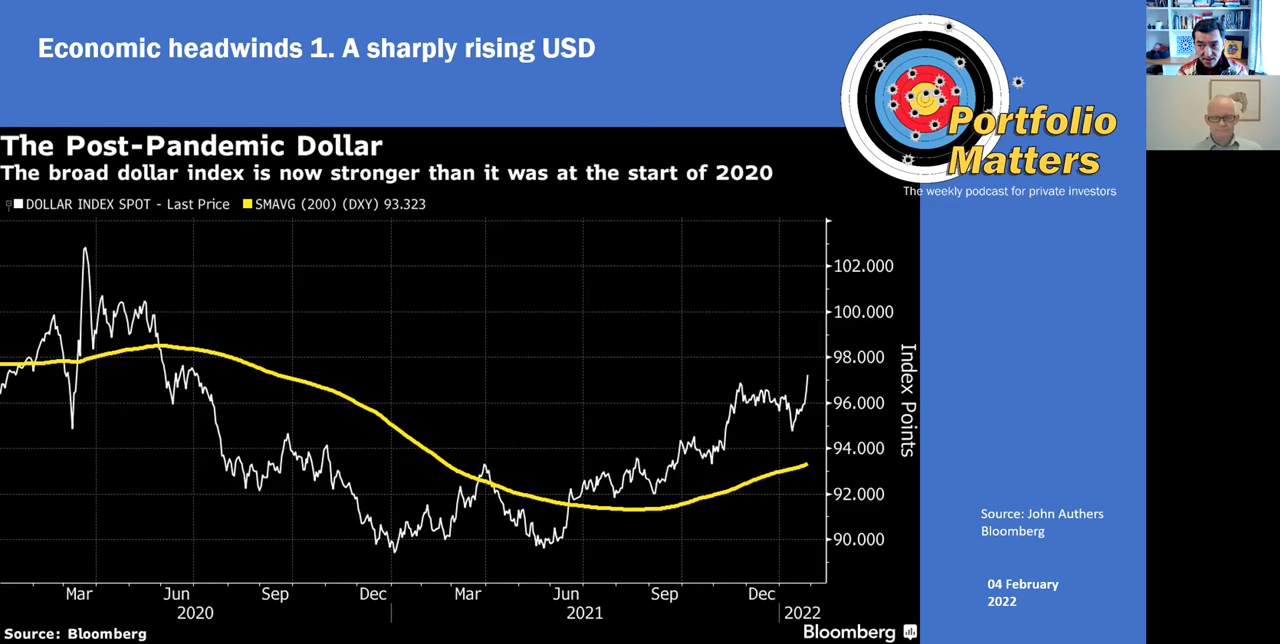 Economic headwinds 1. A sharply rising USD
Portfolio
Matters
The weekly podcast for private investors
The Post-Pandemic Dollar
The broad dollar index is now stronger than it was at the start of 2020
DOLLAR INDEX SPOT - Last Price SMAVG (200) (DXY) 93.323
102.000
100.000
98.000
96.000
94.000
92.000
90.000
Index Points
Mar Jun Sep Dec Mar Jun Sep Dec
2020 2021 2022
Source: Bloomberg
Bloomberg
Source: John Authers
Bloomberg
04 February
2022